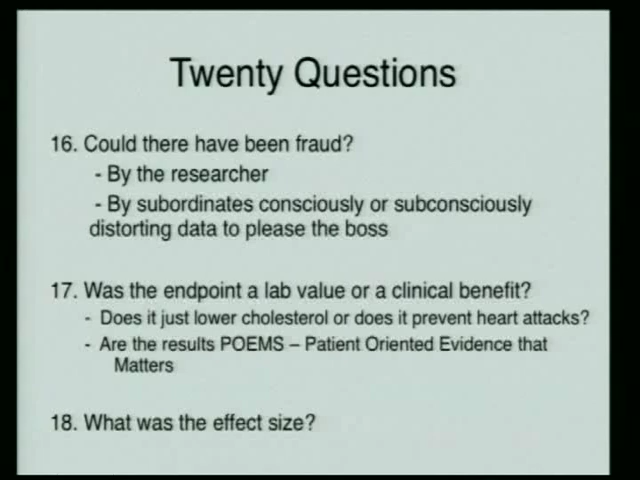 Twenty Questions
16. Could there have been fraud?
- By the researcher
- By subordinates consciously or subconsciously
distorting data to please the boss
17. Was the endpoint a lab value or a clinical benefit?
- Does it just lower cholesterol or does it prevent heart attacks?
- Are the results POEMS – Patient Oriented Evidence that
Matters
18. What was the effect size?